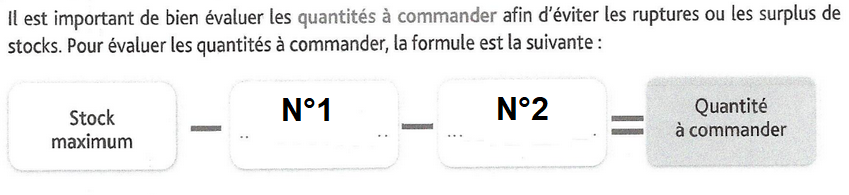 Il est important de bien évaluer les quantités à commander afin d'éviter les ruptures ou les surplus de
stocks. Pour évaluer les quantités à commander, la formule est la suivante :
Stock
maximum
–
N°1
.. ..
–
N°2
... .
=
Quantité
à commander